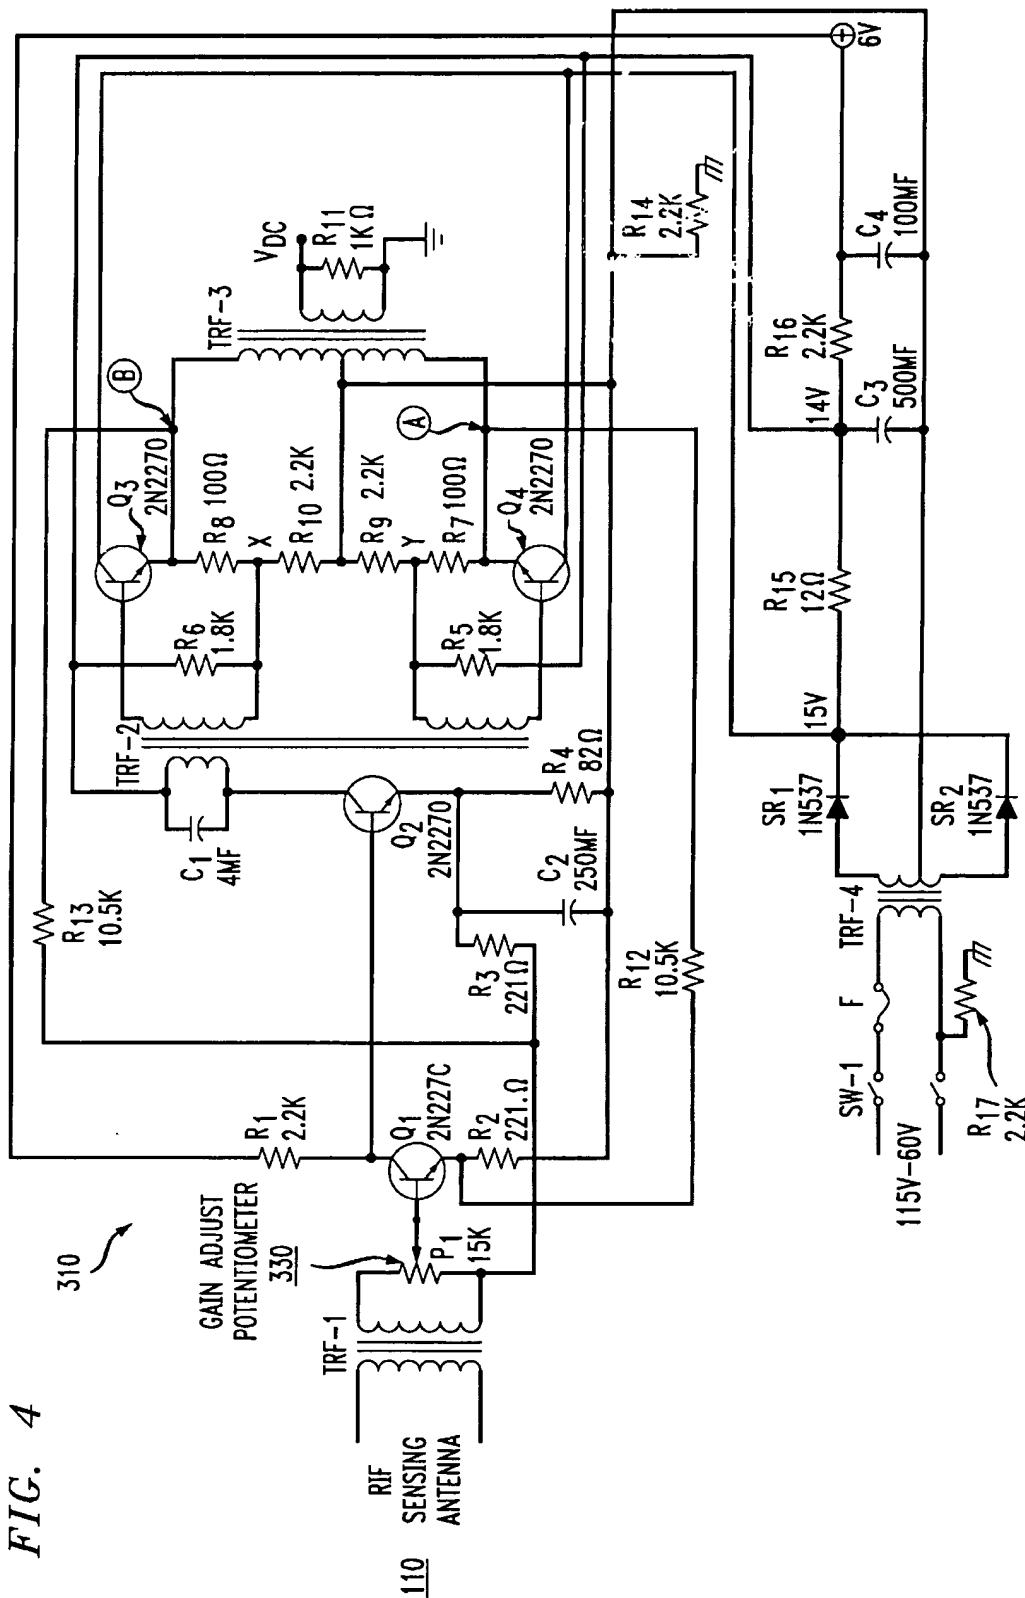 FIG. 4
310
110
RIF
SENSING
ANTENNA
TRF-1
GAIN ADJUST
POTENTIOMETER
330
P1
15K
R1
2.2K
Q1
2N227C
R2
221.Ω
R13
10.5K
R3
221Ω
R12
10.5K
C1
4MF
Q2
2N2270
C2
250MF
R4
82Ω
TRF-2
R6
1.8K
R5
1.8K
Q3
2N2270
R8 100Ω
X
R10 2.2K
R9 2.2K
Y
R7 100Ω
Q4
2N2270
B
A
TRF-3
VDC
R11
1KΩ
R14
2.2K
115V-60V
SW-1
F
R17
2.2K
TRF-4
SR1
1N537
SR2
1N537
15V
R15
12Ω
14V
C3
500MF
R16
2.2K
C4
100MF
+
6V